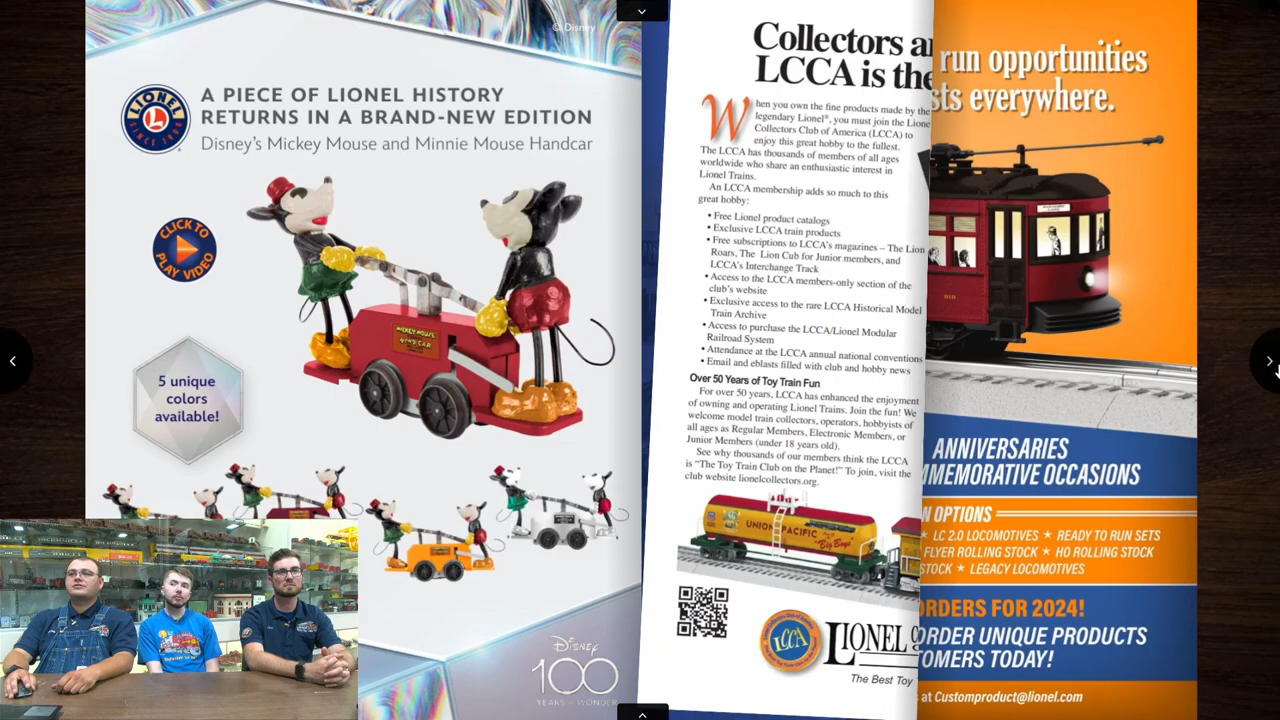 © Disney
LIONEL
SINCE 1900
A PIECE OF LIONEL HISTORY
RETURNS IN A BRAND-NEW EDITION
Disney's Mickey Mouse and Minnie Mouse Handcar
CLICK TO
PLAY VIDEO
MICKEY MOUSE
HAND CAR
5 unique
colors
available!
Disney
100
YEARS OF WONDER
Collectors a
LCCA is the
When you own the fine products made by the
legendary Lionel®, you must join the Lione
Collectors Club of America (LCCA) to
enjoy this great hobby to the fullest.
The LCCA has thousands of members of all ages
worldwide who share an enthusiastic interest in
Lionel Trains.
An LCCA membership adds so much to this
great hobby:
• Free Lionel product catalogs
• Exclusive LCCA train products
• Free subscriptions to LCCA's magazines – The Lion
Roars, The Lion Cub for Junior members, and
LCCA's Interchange Track
• Access to the LCCA members-only section of the
club's website
• Exclusive access to the rare LCCA Historical Model
Train Archive
• Access to purchase the LCCA/Lionel Modular
Railroad System
• Attendance at the LCCA annual national conventions
• Email and eblasts filled with club and hobby news
Over 50 Years of Toy Train Fun
For over 50 years, LCCA has enhanced the enjoyment
of owning and operating Lionel Trains. Join the fun! We
welcome model train collectors, operators, hobbyists of
all ages as Regular Members, Electronic Members, or
Junior Members (under 18 years old).
See why thousands of our members think the LCCA
is "The Toy Train Club on the Planet!" To join, visit the
club website lionelcollectors.org.
UNION PACIFIC
"Big Boys"
LCCA
LIONEL
The Best Toy
run opportunities
sts everywhere.
ANNIVERSARIES
MMEMORATIVE OCCASIONS
N OPTIONS
★ LC 2.0 LOCOMOTIVES ★ READY TO RUN SETS
FLYER ROLLING STOCK ★ HO ROLLING STOCK
STOCK ★ LEGACY LOCOMOTIVES
ORDERS FOR 2024!
ORDER UNIQUE PRODUCTS
OMERS TODAY!
s at Customproduct@lionel.com